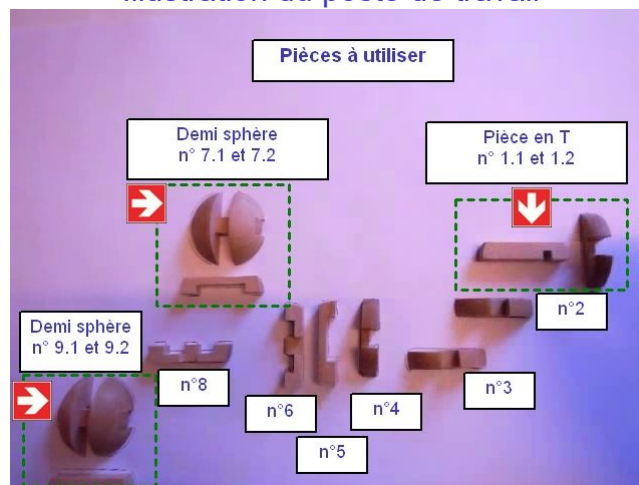 Illustration du poste de travail
Pièces à utiliser
Demi sphère
n° 7.1 et 7.2
Pièce en T
n° 1.1 et 1.2
n°2
Demi sphère
n° 9.1 et 9.2
n°8
n°3
n°6
n°4
n°5